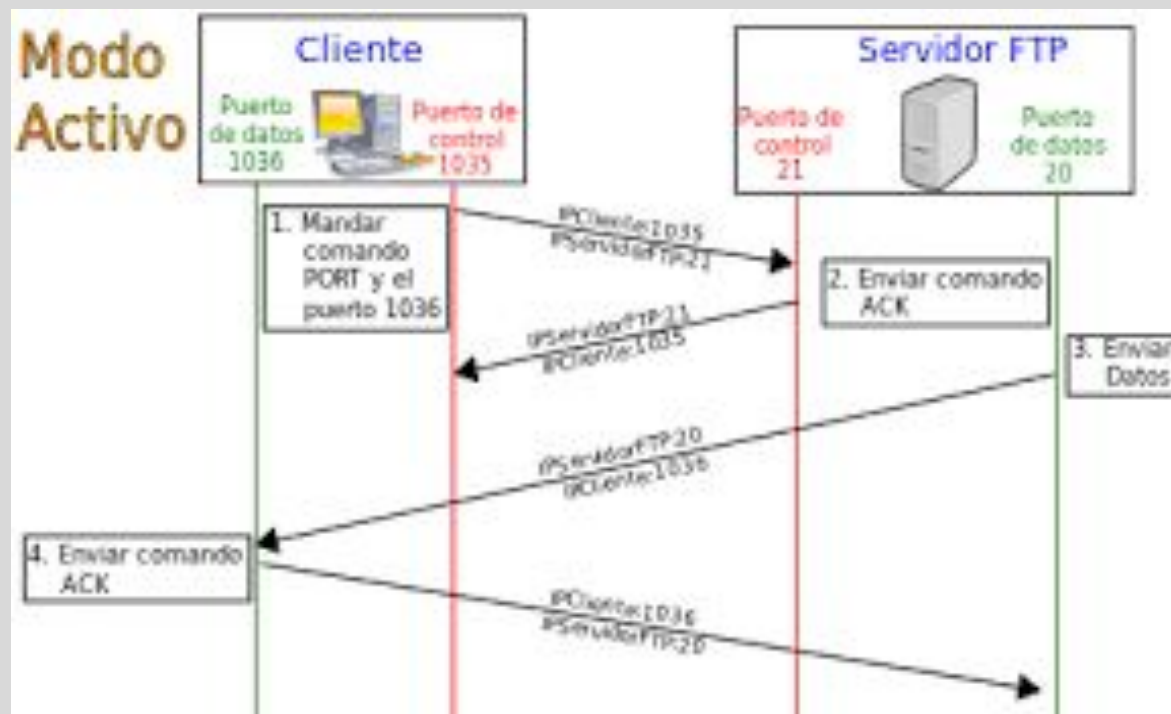 Modo
Activo
Cliente
Puerto
de datos
1036
Puerto de
control
1035
Servidor FTP
Puerto de
control
21
Puerto
de datos
20
1. Mandar
comando
PORT y el
puerto 1036
IPCliente:1035
IPServidorFTP:21
2. Enviar comando
ACK
IPServidorFTP:21
IPCliente:1035
3. Enviar
Datos
IPServidorFTP:20
IPCliente:1036
4. Enviar comando
ACK
IPCliente:1036
IPServidorFTP:20